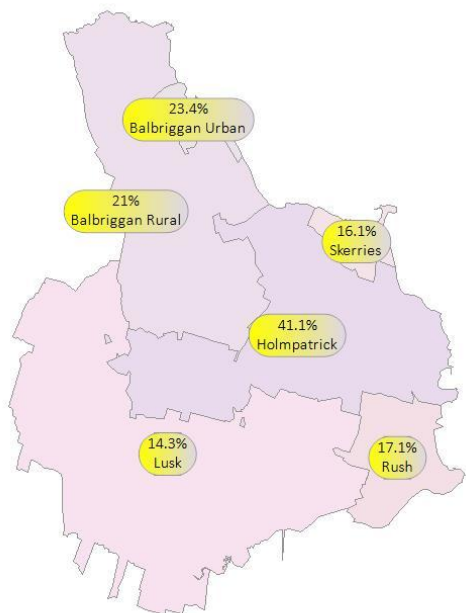 23.4%
Balbriggan Urban
21%
Balbriggan Rural
16.1%
Skerries
41.1%
Holmpatrick
14.3%
Lusk
17.1%
Rush